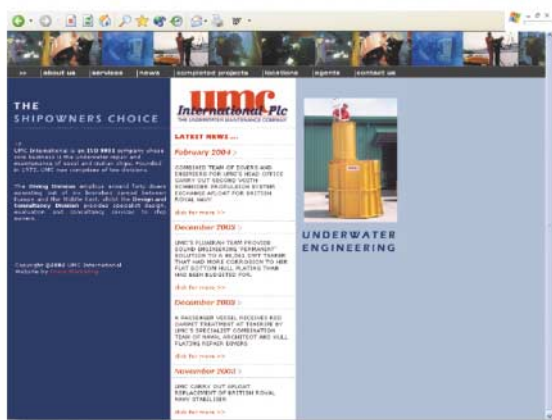 >> |about us |services |news |completed projects |locations |agents |contact us
THE
SHIPOWNERS CHOICE
UMC International is an ISO 9001 company whose
core business is the underwater repair and
maintenance of naval and civilian ships. Founded
in 1972, UMC now comprises of two divisions.
The Diving Division employs around forty divers
operating out of six branches spread between
Europe and the Middle East, whilst the Design and
Consultancy Division provides specialist design,
evaluation and consultancy services to ship
owners.
Copyright ©2004 UMC International
Website by
umc
International Plc
THE UNDERWATER MAINTENANCE COMPANY
LATEST NEWS ...
February 2004 >
COMBINED TEAM OF DIVERS AND
ENGINEERS FOR UMC'S HEAD OFFICE
CARRY OUT SECOND VOITH
SCHNEIDER PROPULSION SYSTEM
EXCHANGE AFLOAT FOR BRITISH
ROYAL NAVY
click for more >>
December 2003 >
UMC'S FLUSHING TEAM PROVIDE
SOUND ENGINEERING 'PERMANENT'
SOLUTION TO A DWT TANKER
THAT HAD MORE CORROSION TO HER
FLAT BOTTOM HULL PLATING THAN
HAD BEEN BUDGETED FOR.
click for more >>
December 2003 >
A PASSENGER VESSEL RECEIVES RED
CARPET TREATMENT AT TENERIFE BY
UMC'S SPECIALIST COMBINATION
TEAM OF NAVAL ARCHITECT AND HULL
PLATING REPAIR DIVERS
click for more >>
November 2003 >
UMC CARRY OUT AFLOAT
REPLACEMENT OF BRITISH ROYAL
NAVY STABILISER
click for more >>
UNDERWATER
ENGINEERING